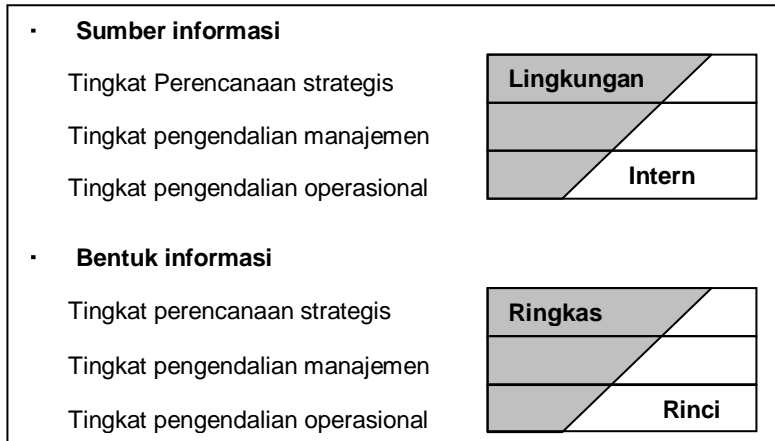 · Sumber informasi
Tingkat Perencanaan strategis
Lingkungan
Tingkat pengendalian manajemen
Tingkat pengendalian operasional
Intern
· Bentuk informasi
Tingkat perencanaan strategis
Ringkas
Tingkat pengendalian manajemen
Tingkat pengendalian operasional
Rinci